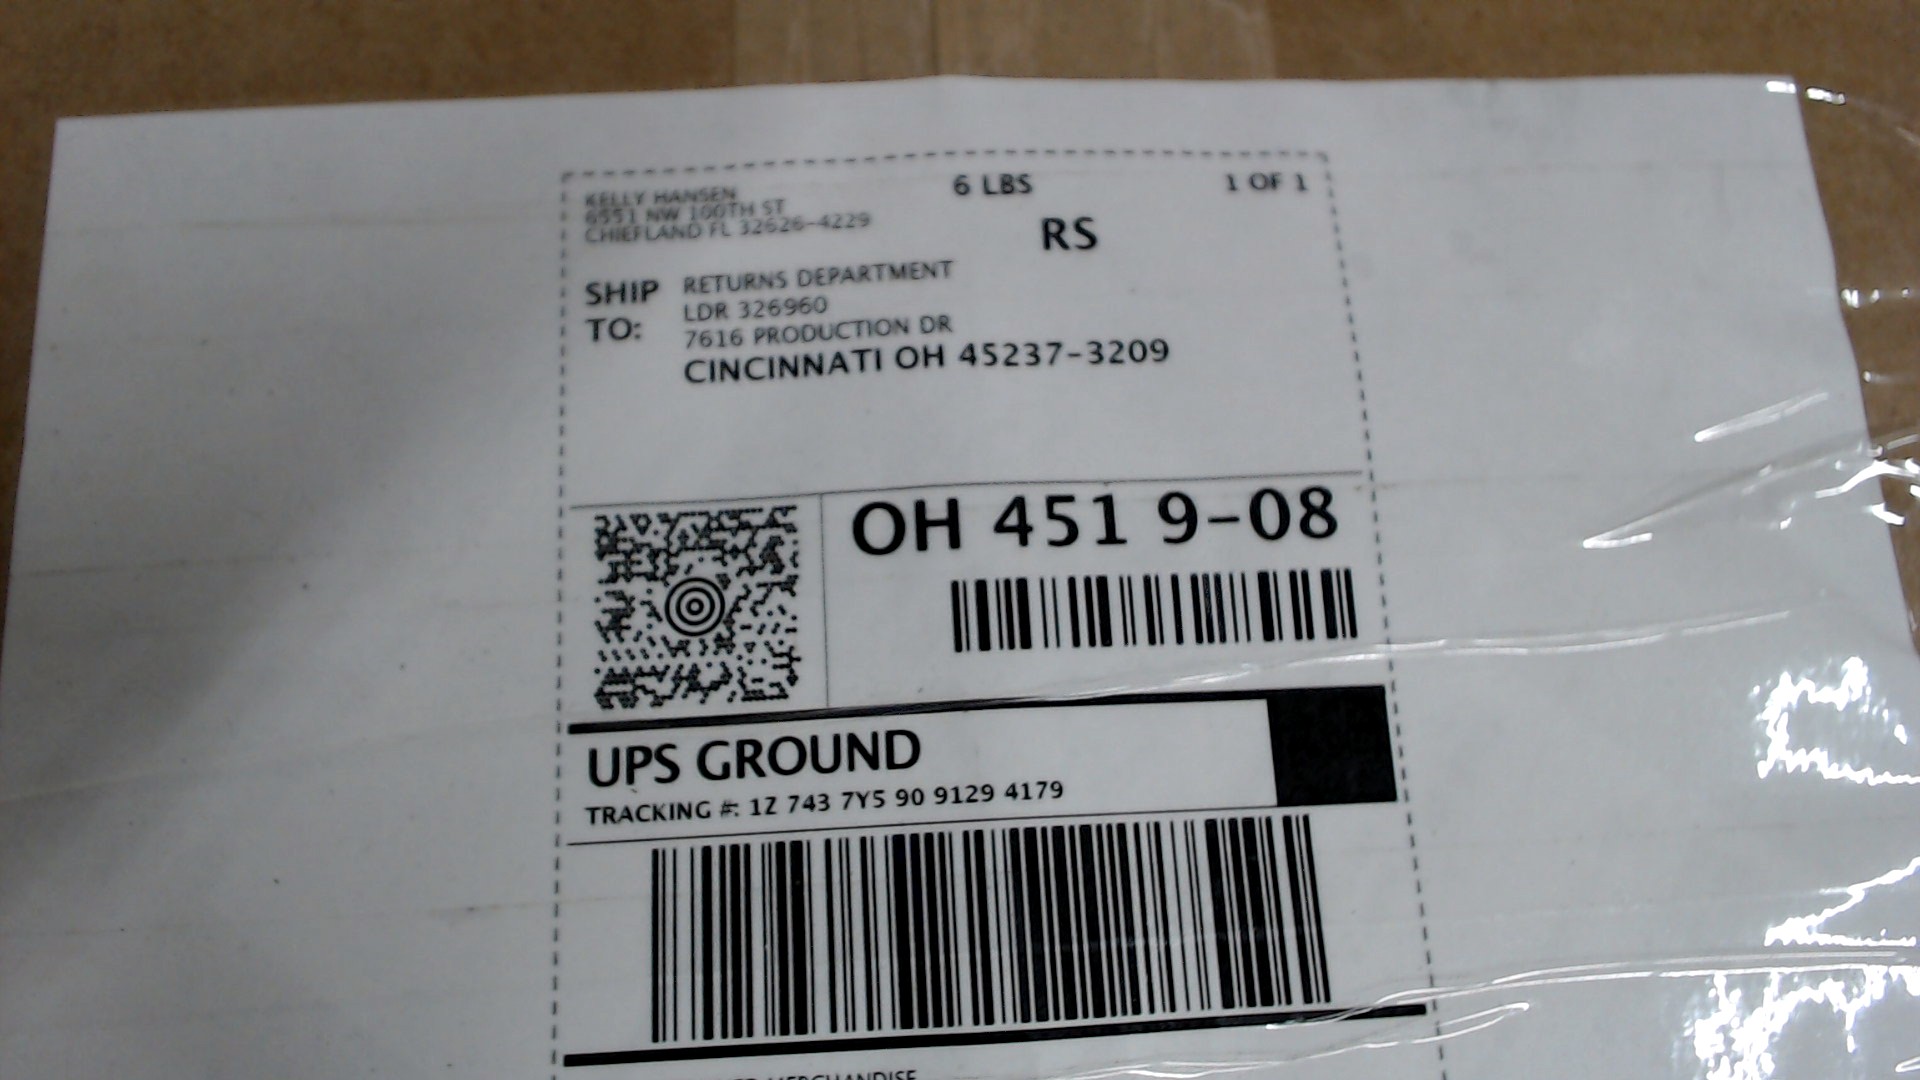 KELLY HANSEN
6551 NW 100TH ST
CHIEFLAND FL 32626-4229
6 LBS
1 OF 1
RS
SHIP TO:
RETURNS DEPARTMENT
LDR 326960
7616 PRODUCTION DR
CINCINNATI OH 45237-3209
OH 451 9-08
UPS GROUND
TRACKING #: 1Z 743 7Y5 90 9129 4179
MERCHANDISE